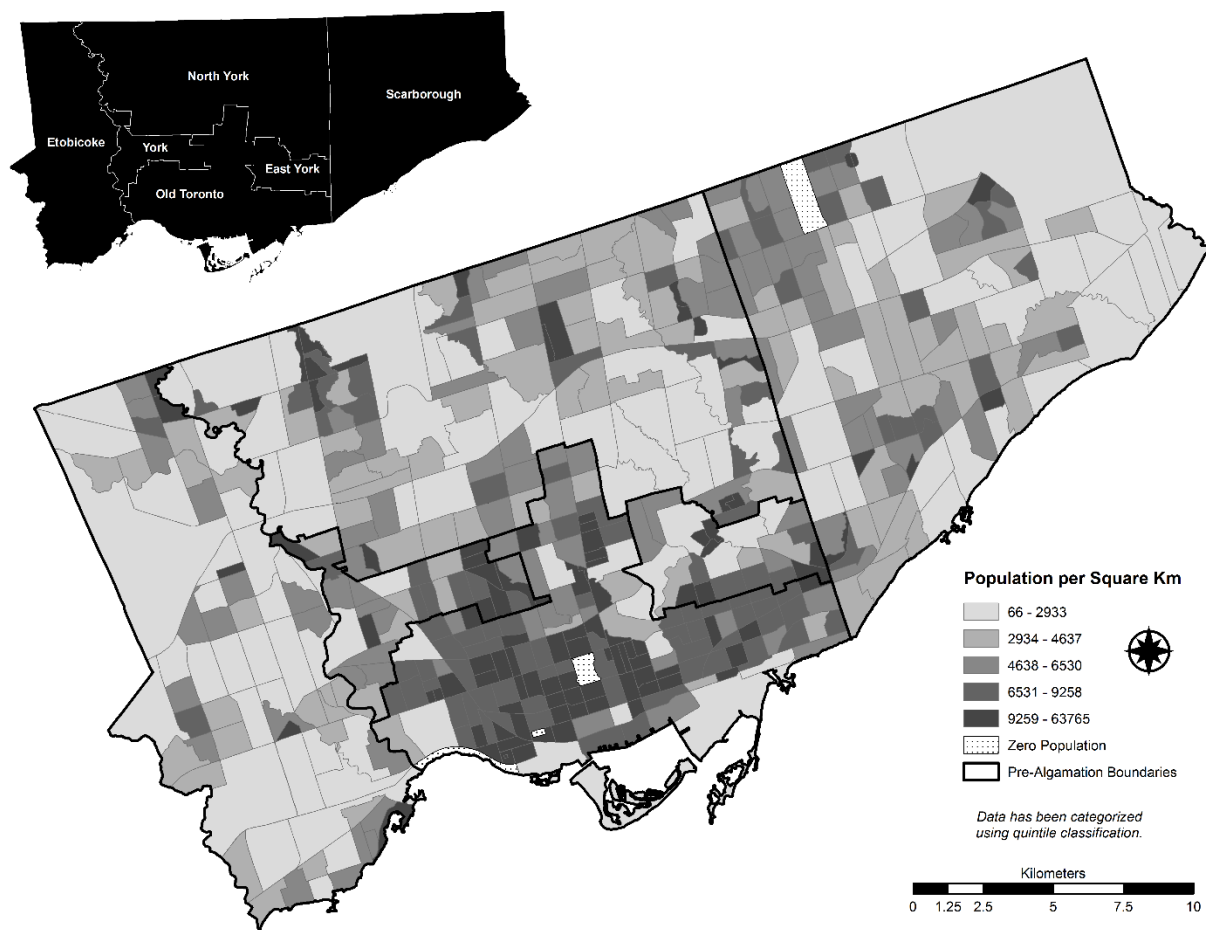 North York
Scarborough
Etobicoke
York
East York
Old Toronto
Population per Square Km
66 - 2933
2934 - 4637
4638 - 6530
6531 - 9258
9259 - 63765
Zero Population
Pre-Algamation Boundaries
Data has been categorized
using quintile classification.
Kilometers
0 1.25 2.5 5 7.5 10